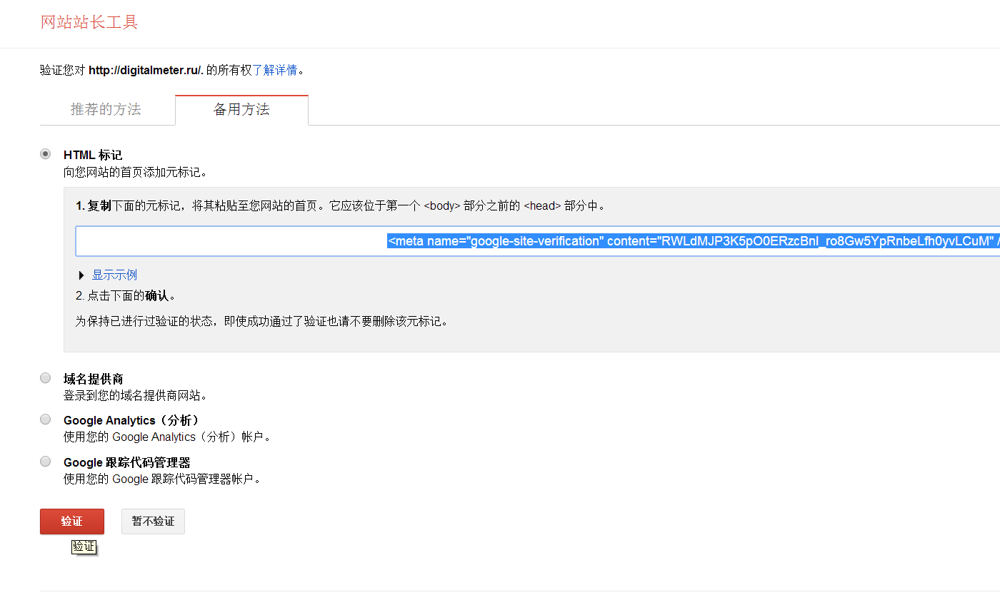 网站站长工具
验证您对 http://digitalmeter.ru/. 的所有权了解详情。
推荐的方法 备用方法
HTML 标记
向您网站的首页添加元标记。
1. 复制下面的元标记，将其粘贴至您网站的首页。它应该位于第一个 <body> 部分之前的 <head> 部分中。
<meta name="google-site-verification" content="RWLdMJP3K5pO0ERzcBnl_ro8Gw5YpRnbeLfh0yvLCuM" /
显示示例
2. 点击下面的确认。
为保持已进行过验证的状态，即使成功通过了验证也请不要删除该元标记。
域名提供商
登录到您的域名提供商网站。
Google Analytics（分析）
使用您的 Google Analytics（分析）帐户。
Google 跟踪代码管理器
使用您的 Google 跟踪代码管理器帐户。
验证 暂不验证
验证